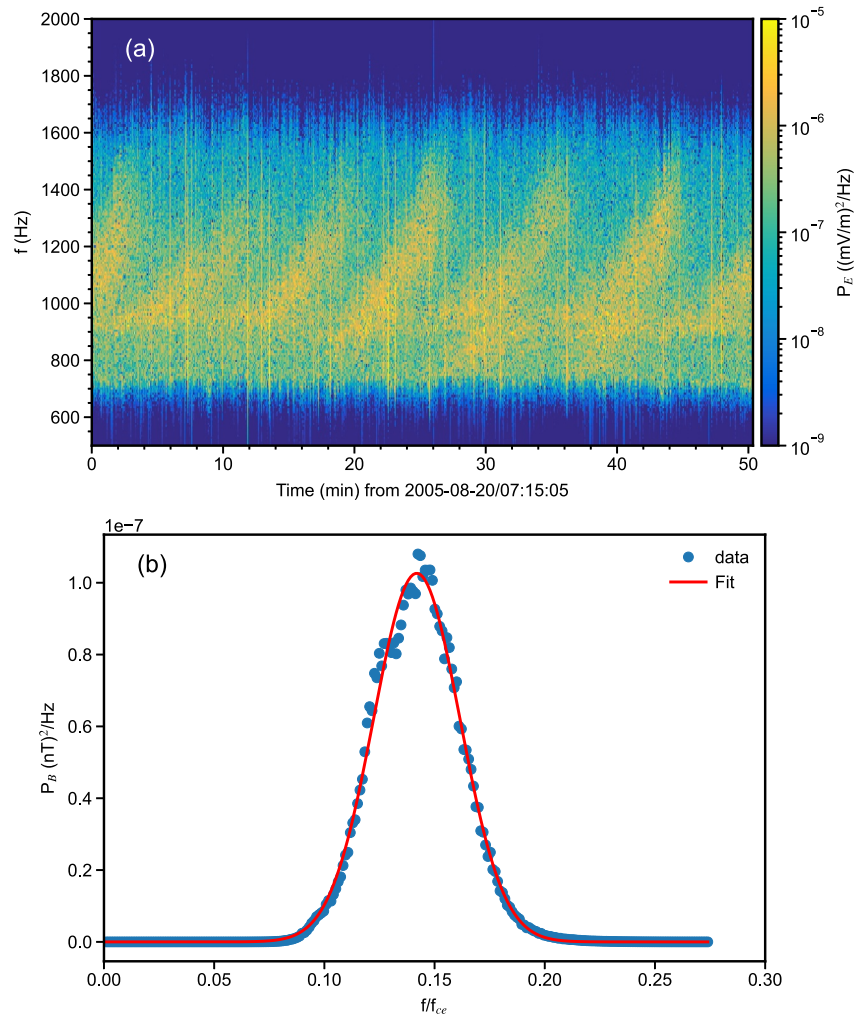 (a)
2000
1800
1600
1400
1200
1000
800
600
f (Hz)
0 10 20 30 40 50
Time (min) from 2005-08-20/07:15:05
10⁻⁵
10⁻⁶
10⁻⁷
10⁻⁸
10⁻⁹
P_E ((mV/m)²/Hz)
1e−7
(b)
data
Fit
1.0
0.8
0.6
0.4
0.2
0.0
P_B (nT)²/Hz
0.00 0.05 0.10 0.15 0.20 0.25 0.30
f/f_ce